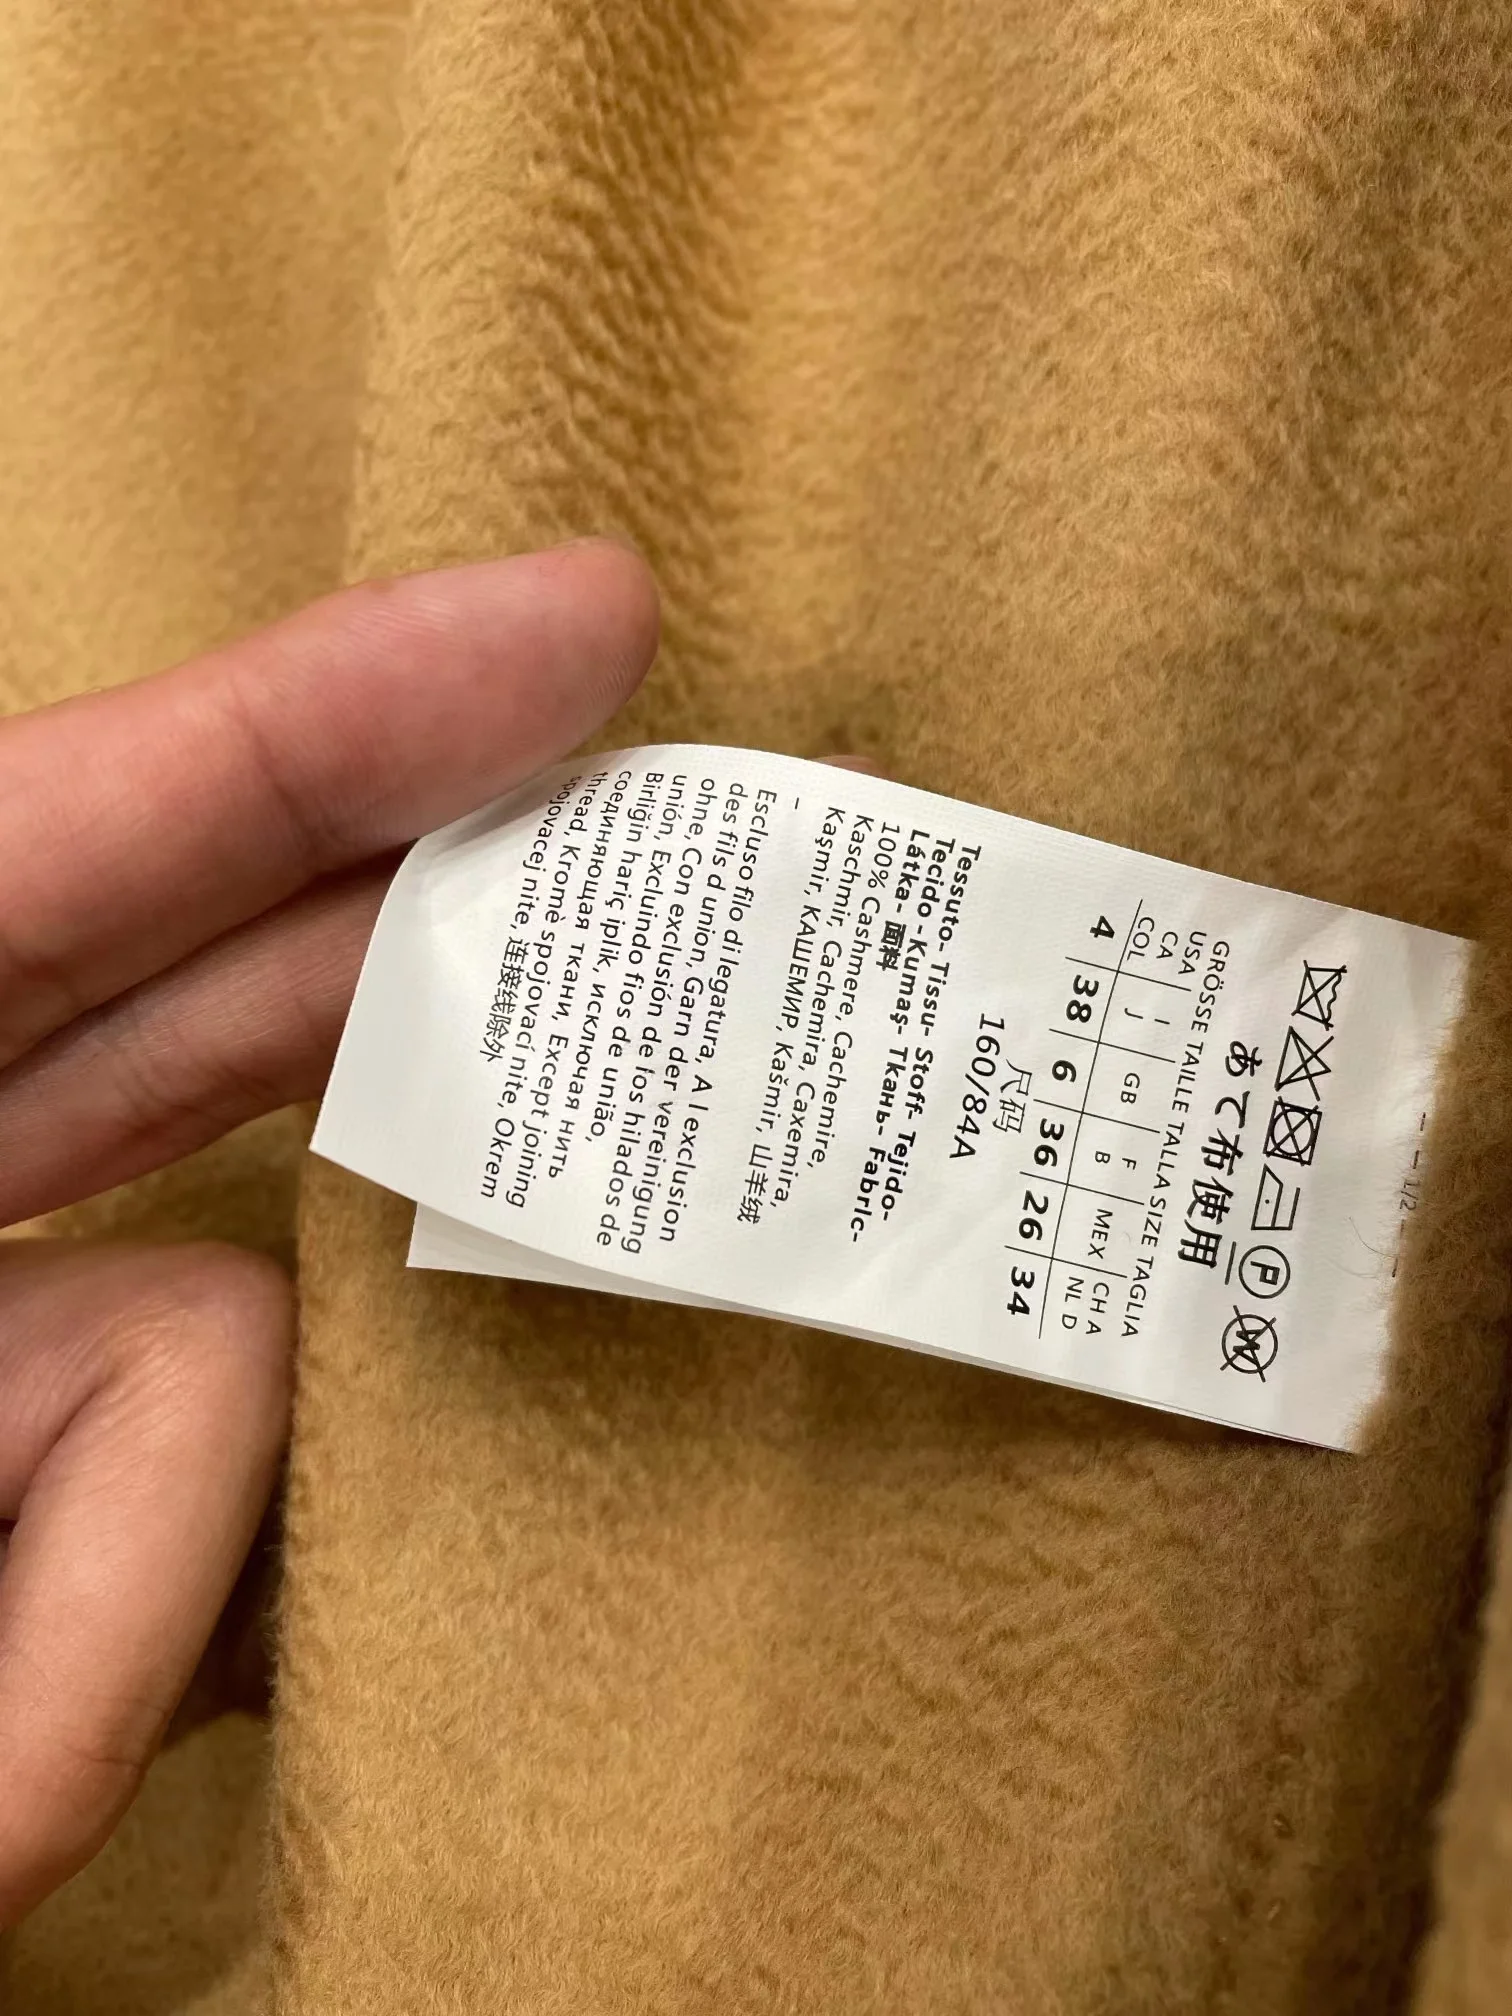 1/2
P W
あて布使用
GRÖSSE TAILLE TALLA SIZE TAGLIA
USA CA COL I J GB F B MEX CH A NL D
4 38 6 36 26 34
尺码
160/84A
Tessuto- Tissu- Stoff- Tejido-
Tecido -Kumaş- Ткань- FabrIc-
Látka- 面料
100% Cashmere, Cachemire,
Kaschmir, Cachemira, Caxemira,
Kaşmir, КАШЕМИР, Kašmir, 山羊绒
-
Escluso filo di legatura, A l exclusion
des fils d union, Garn der vereinigung
ohne, Con exclusión de los hilados de
unión, Excluindo fios de união,
Birliğin hariç iplik, исключая нить
соединяющая ткани, Except joining
thread, Kromě spojovací nite, Okrem
spojovacej nite, 连接线除外